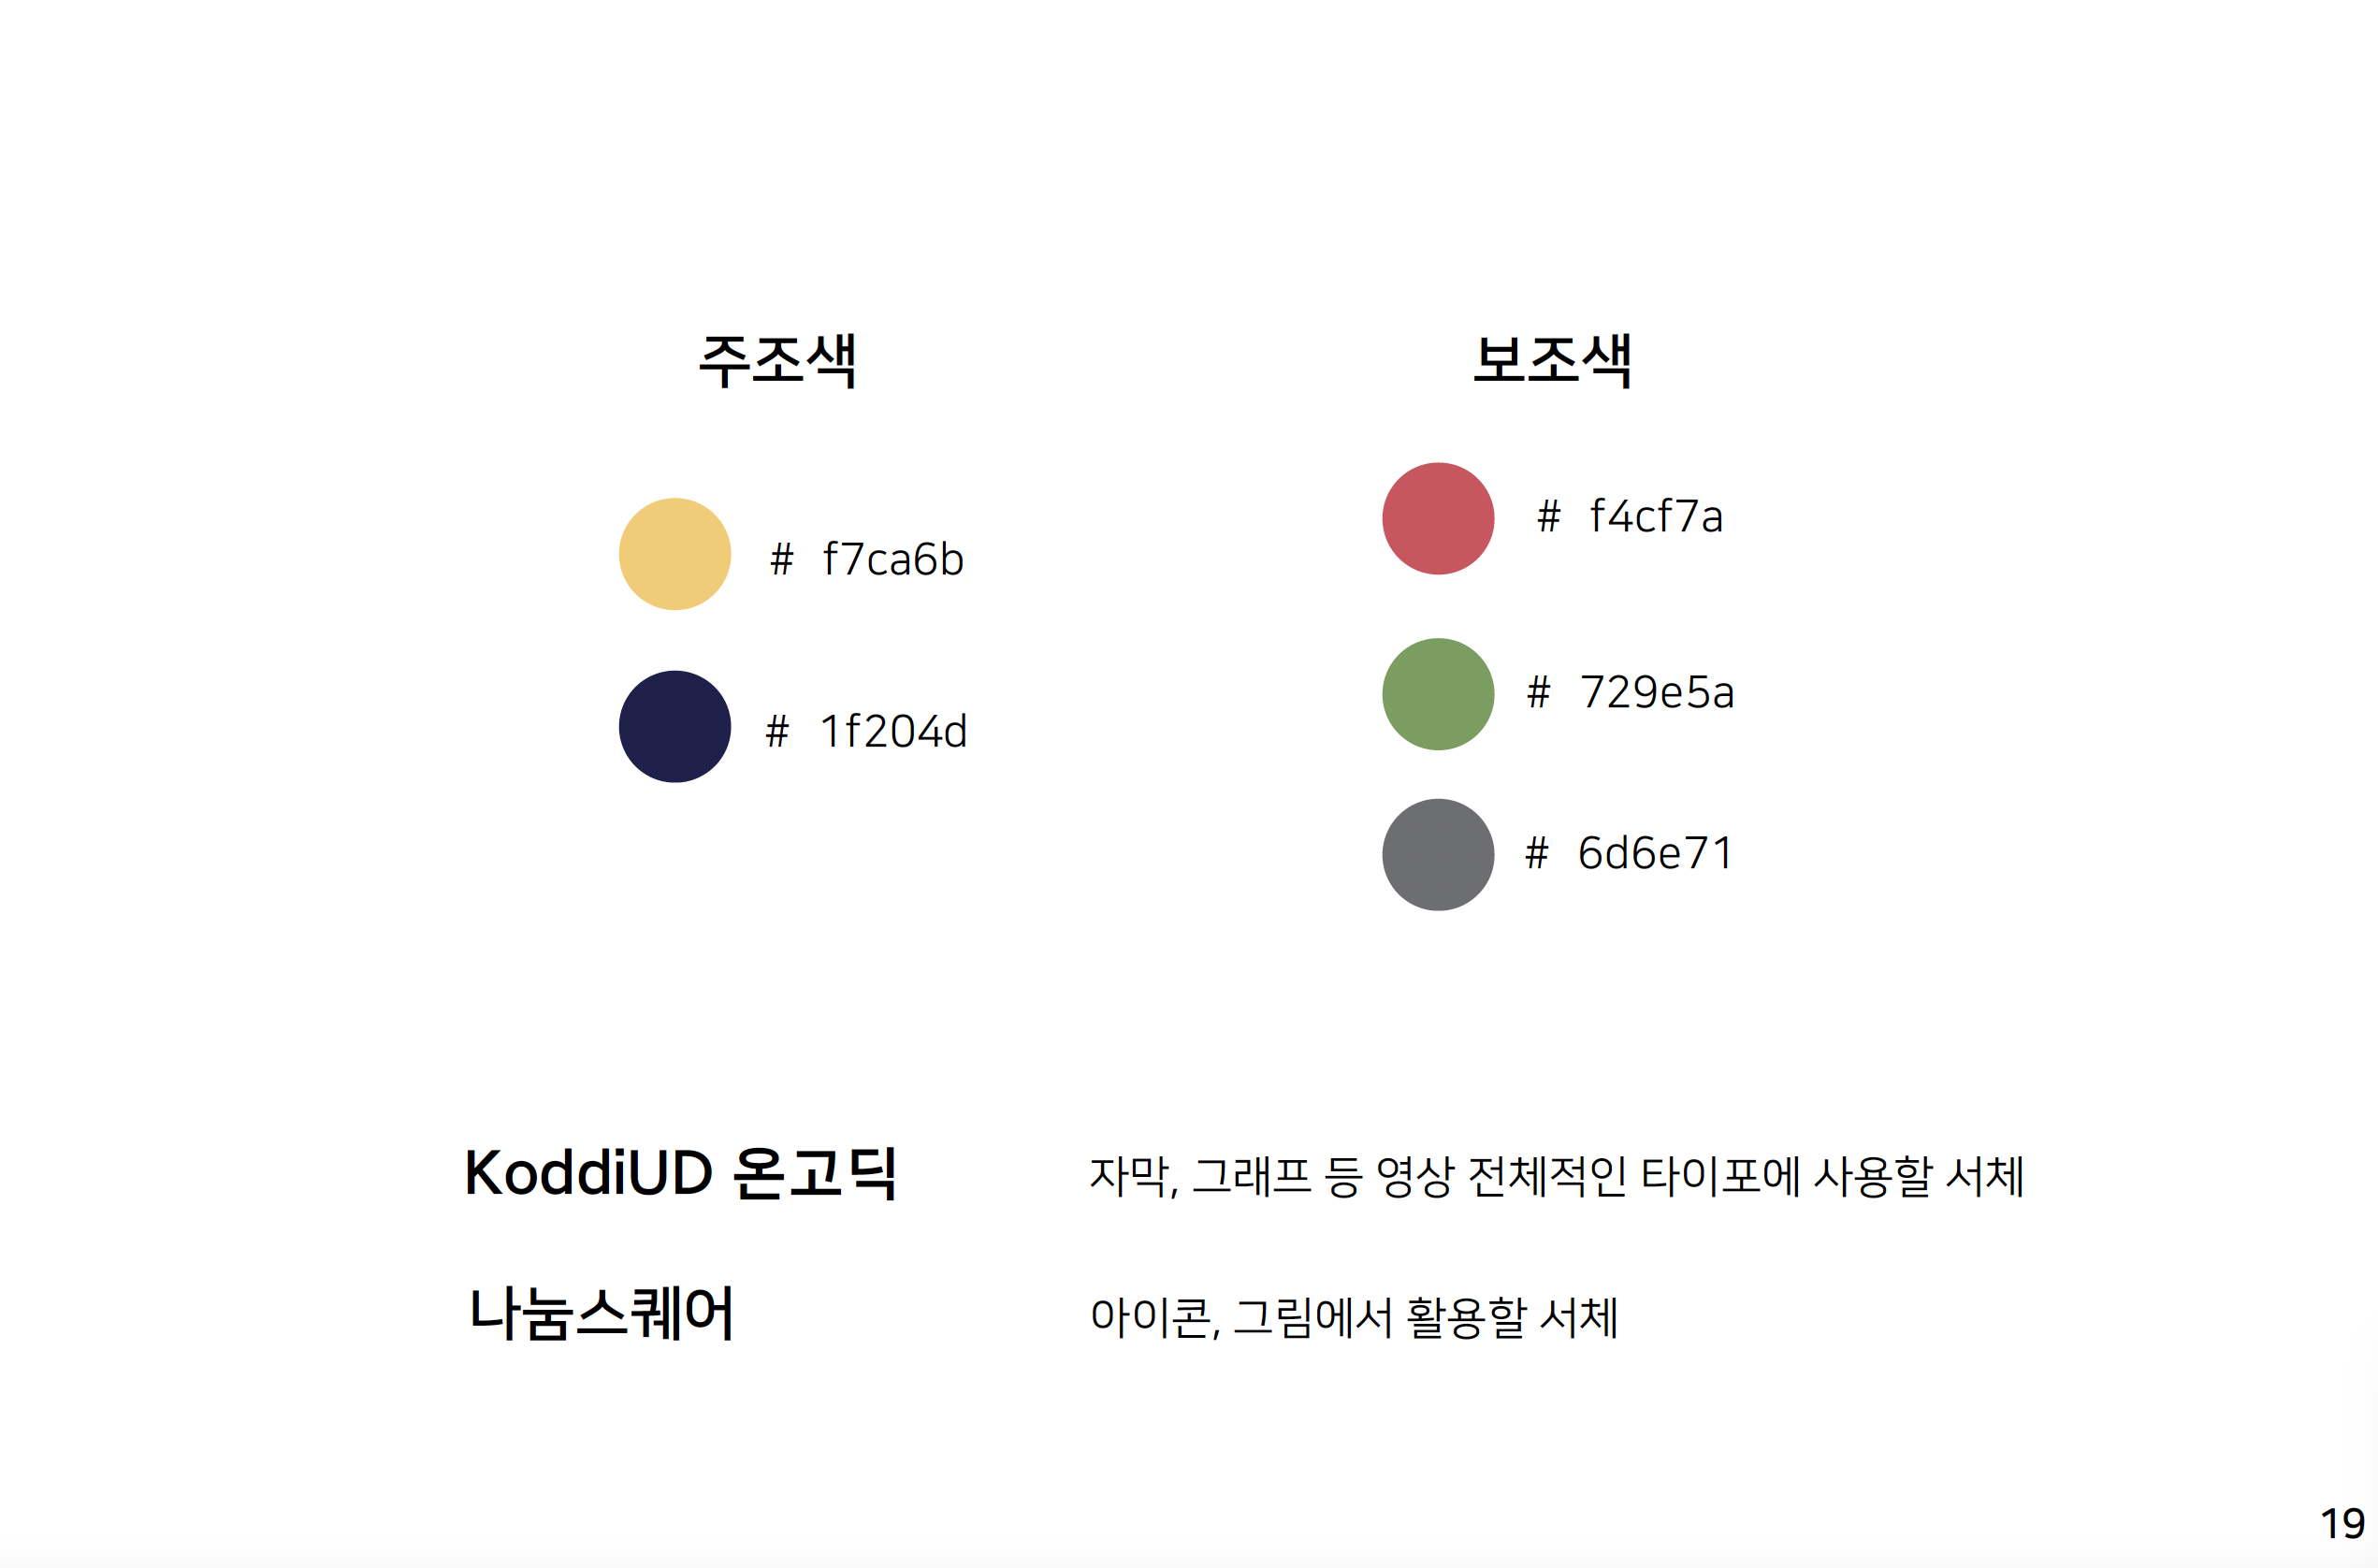 주조색
# f7ca6b
# 1f204d
보조색
# f4cf7a
# 729e5a
# 6d6e71
KoddiUD 온고딕
자막, 그래프 등 영상 전체적인 타이포에 사용할 서체
나눔스퀘어
아이콘, 그림에서 활용할 서체
19